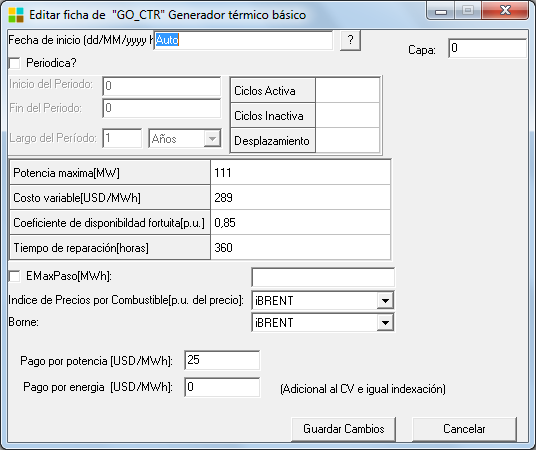 Editar ficha de  "GO_CTR" Generador térmico básico
Fecha de inicio (dd/MM/yyyy h Auto ? Capa: 0
Periodica?
Inicio del Periodo: 0
Fin del Periodo: 0
Largo del Período: 1 Años
Ciclos Activa
Ciclos Inactiva
Desplazamiento
Potencia maxima[MW] 111
Costo variable[USD/MWh] 289
Coeficiente de disponibildad fortuita[p.u.] 0,85
Tiempo de reparación[horas] 360
EMaxPaso[MWh]:
Indice de Precios por Combustible[p.u. del precio]: iBRENT
Borne: iBRENT
Pago por potencia [USD/MWh]: 25
Pago por energia  [USD/MWh]: 0 (Adicional al CV e igual indexación)
Guardar Cambios Cancelar